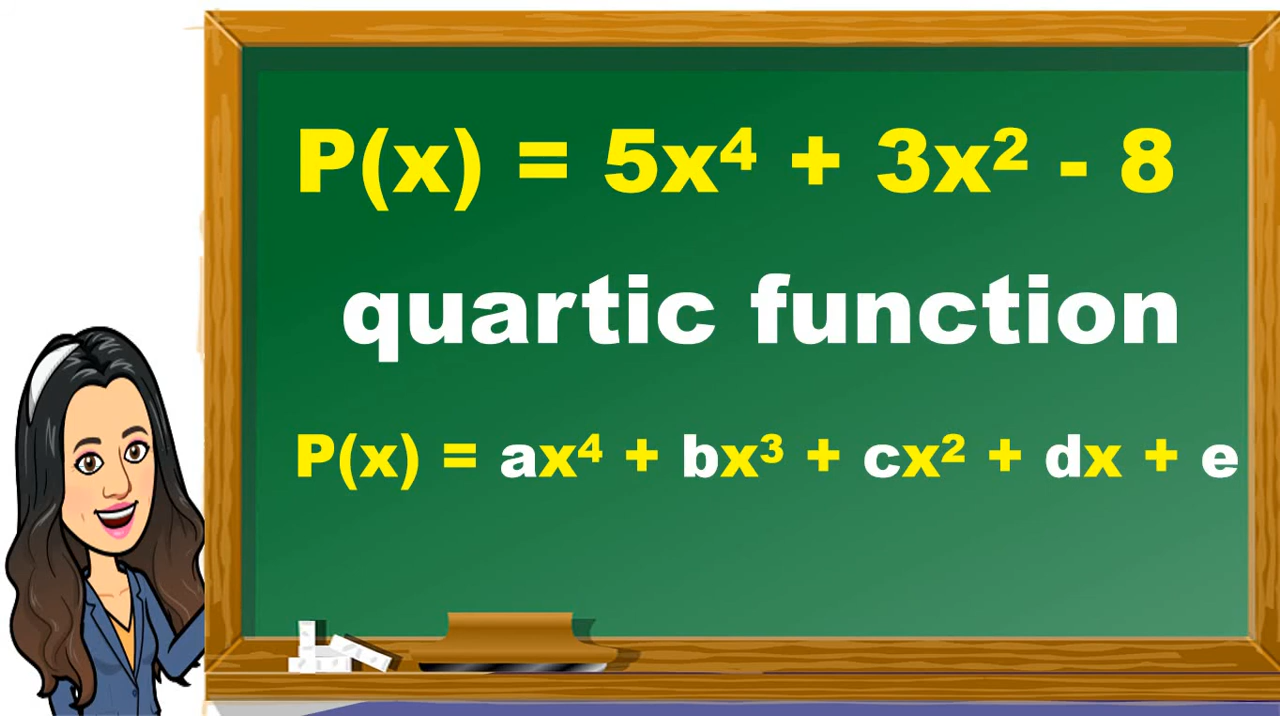 P(x) = 5x⁴ + 3x² - 8
quartic function
P(x) = ax⁴ + bx³ + cx² + dx + e